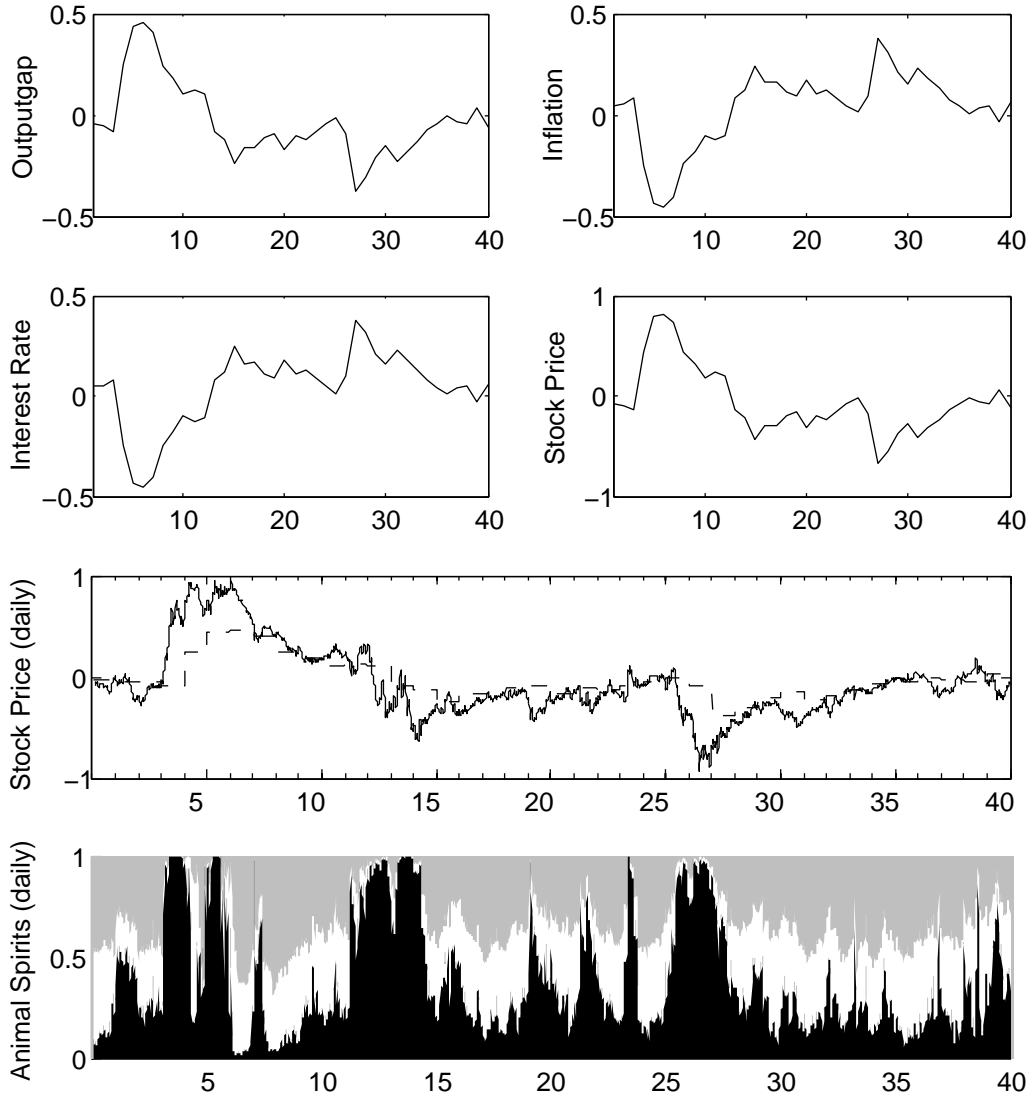 0.5
0
−0.5
Outputgap
10 20 30 40
0.5
0
−0.5
Inflation
10 20 30 40
0.5
0
−0.5
Interest Rate
10 20 30 40
1
0
−1
Stock Price
10 20 30 40
1
0
−1
Stock Price (daily)
5 10 15 20 25 30 35 40
1
0.5
0
Animal Spirits (daily)
5 10 15 20 25 30 35 40